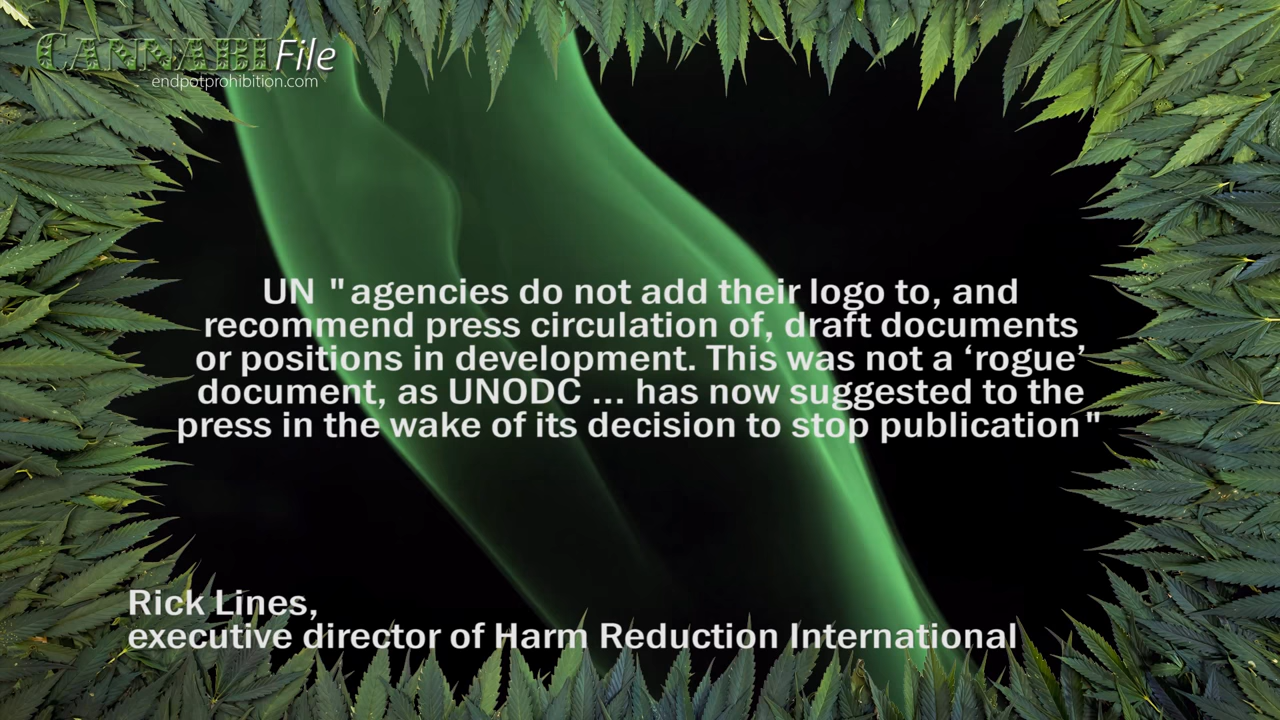 CANNABIFile
endpotprohibition.com
UN "agencies do not add their logo to, and
recommend press circulation of, draft documents
or positions in development. This was not a ‘rogue’
document, as UNODC ... has now suggested to the
press in the wake of its decision to stop publication"
Rick Lines,
executive director of Harm Reduction International